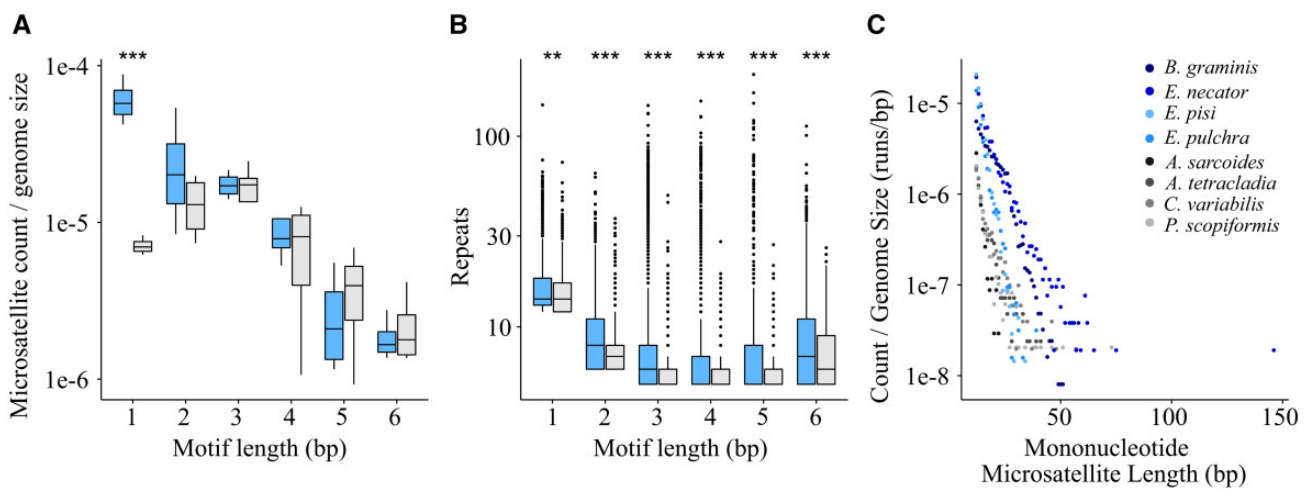 A
***
1e-4
1e-5
1e-6
Microsatellite count / genome size
1 2 3 4 5 6
Motif length (bp)
B
** *** *** *** *** ***
100
30
10
Repeats
1 2 3 4 5 6
Motif length (bp)
C
B. graminis
E. necator
E. pisi
E. pulchra
A. sarcoides
A. tetracladia
C. variabilis
P. scopiformis
1e-5
1e-6
1e-7
1e-8
Count / Genome Size (runs/bp)
50 100 150
Mononucleotide
Microsatellite Length (bp)